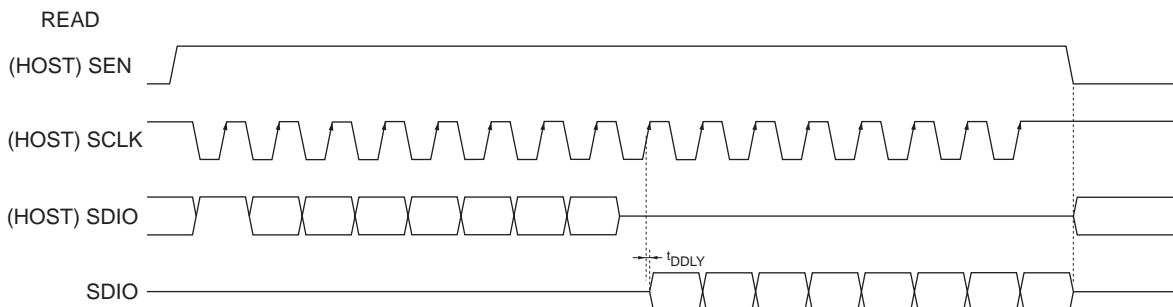 READ
(HOST) SEN
(HOST) SCLK
(HOST) SDIO
tDDLY
SDIO